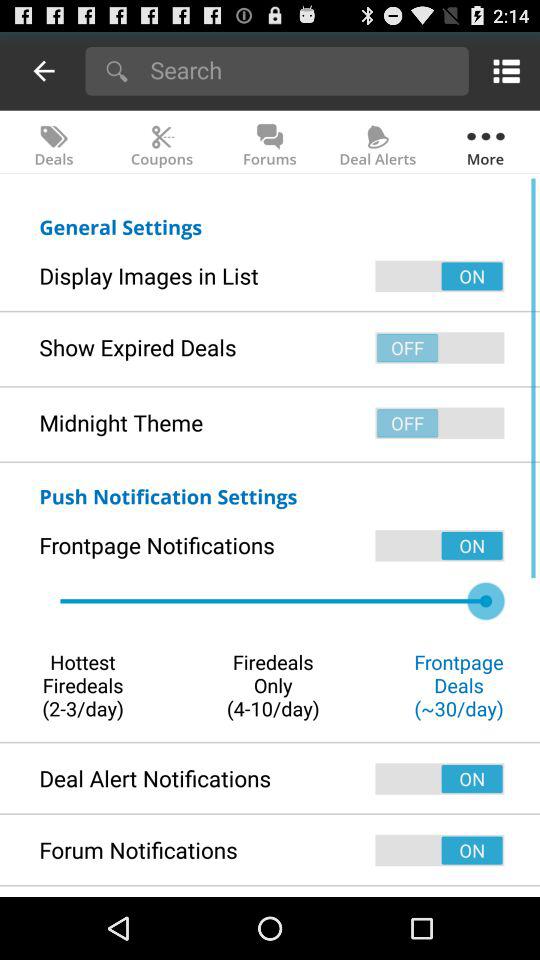 2:14
Search
Deals Coupons Forums Deal Alerts More
General Settings
Display Images in List ON
Show Expired Deals OFF
Midnight Theme OFF
Push Notification Settings
Frontpage Notifications ON
Hottest Firedeals (2-3/day)
Firedeals Only (4-10/day)
Frontpage Deals (~30/day)
Deal Alert Notifications ON
Forum Notifications ON